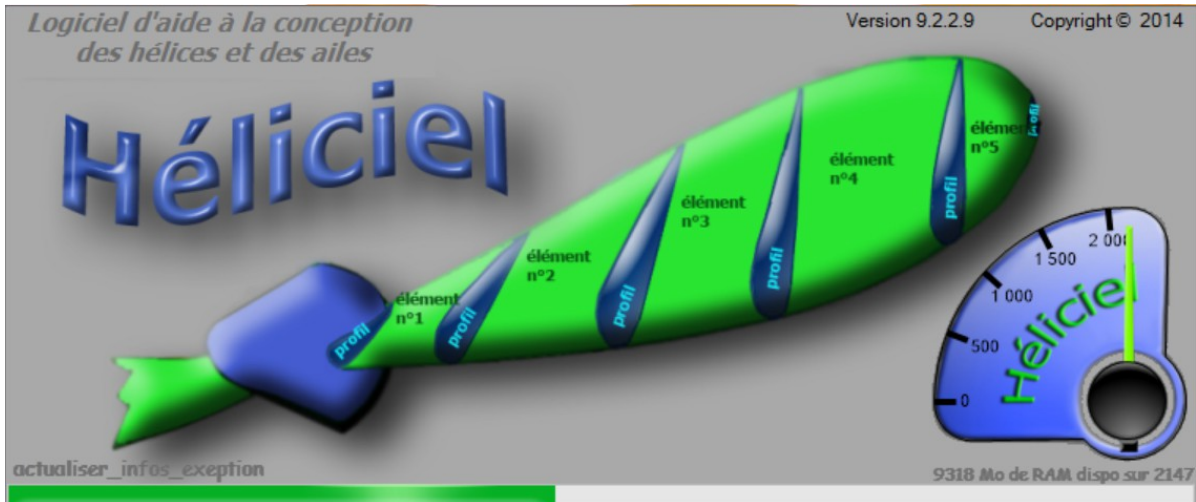 Logiciel d'aide à la conception
des hélices et des ailes
Version 9.2.2.9
Copyright © 2014
Héliciel
profil
élément
n°1
profil
élément
n°2
profil
élément
n°3
profil
élément
n°4
profil
n°5
profil
0
500
1 000
1 500
Héliciel
actualiser_infos_exeption
9318 Mo de RAM dispo sur 2147